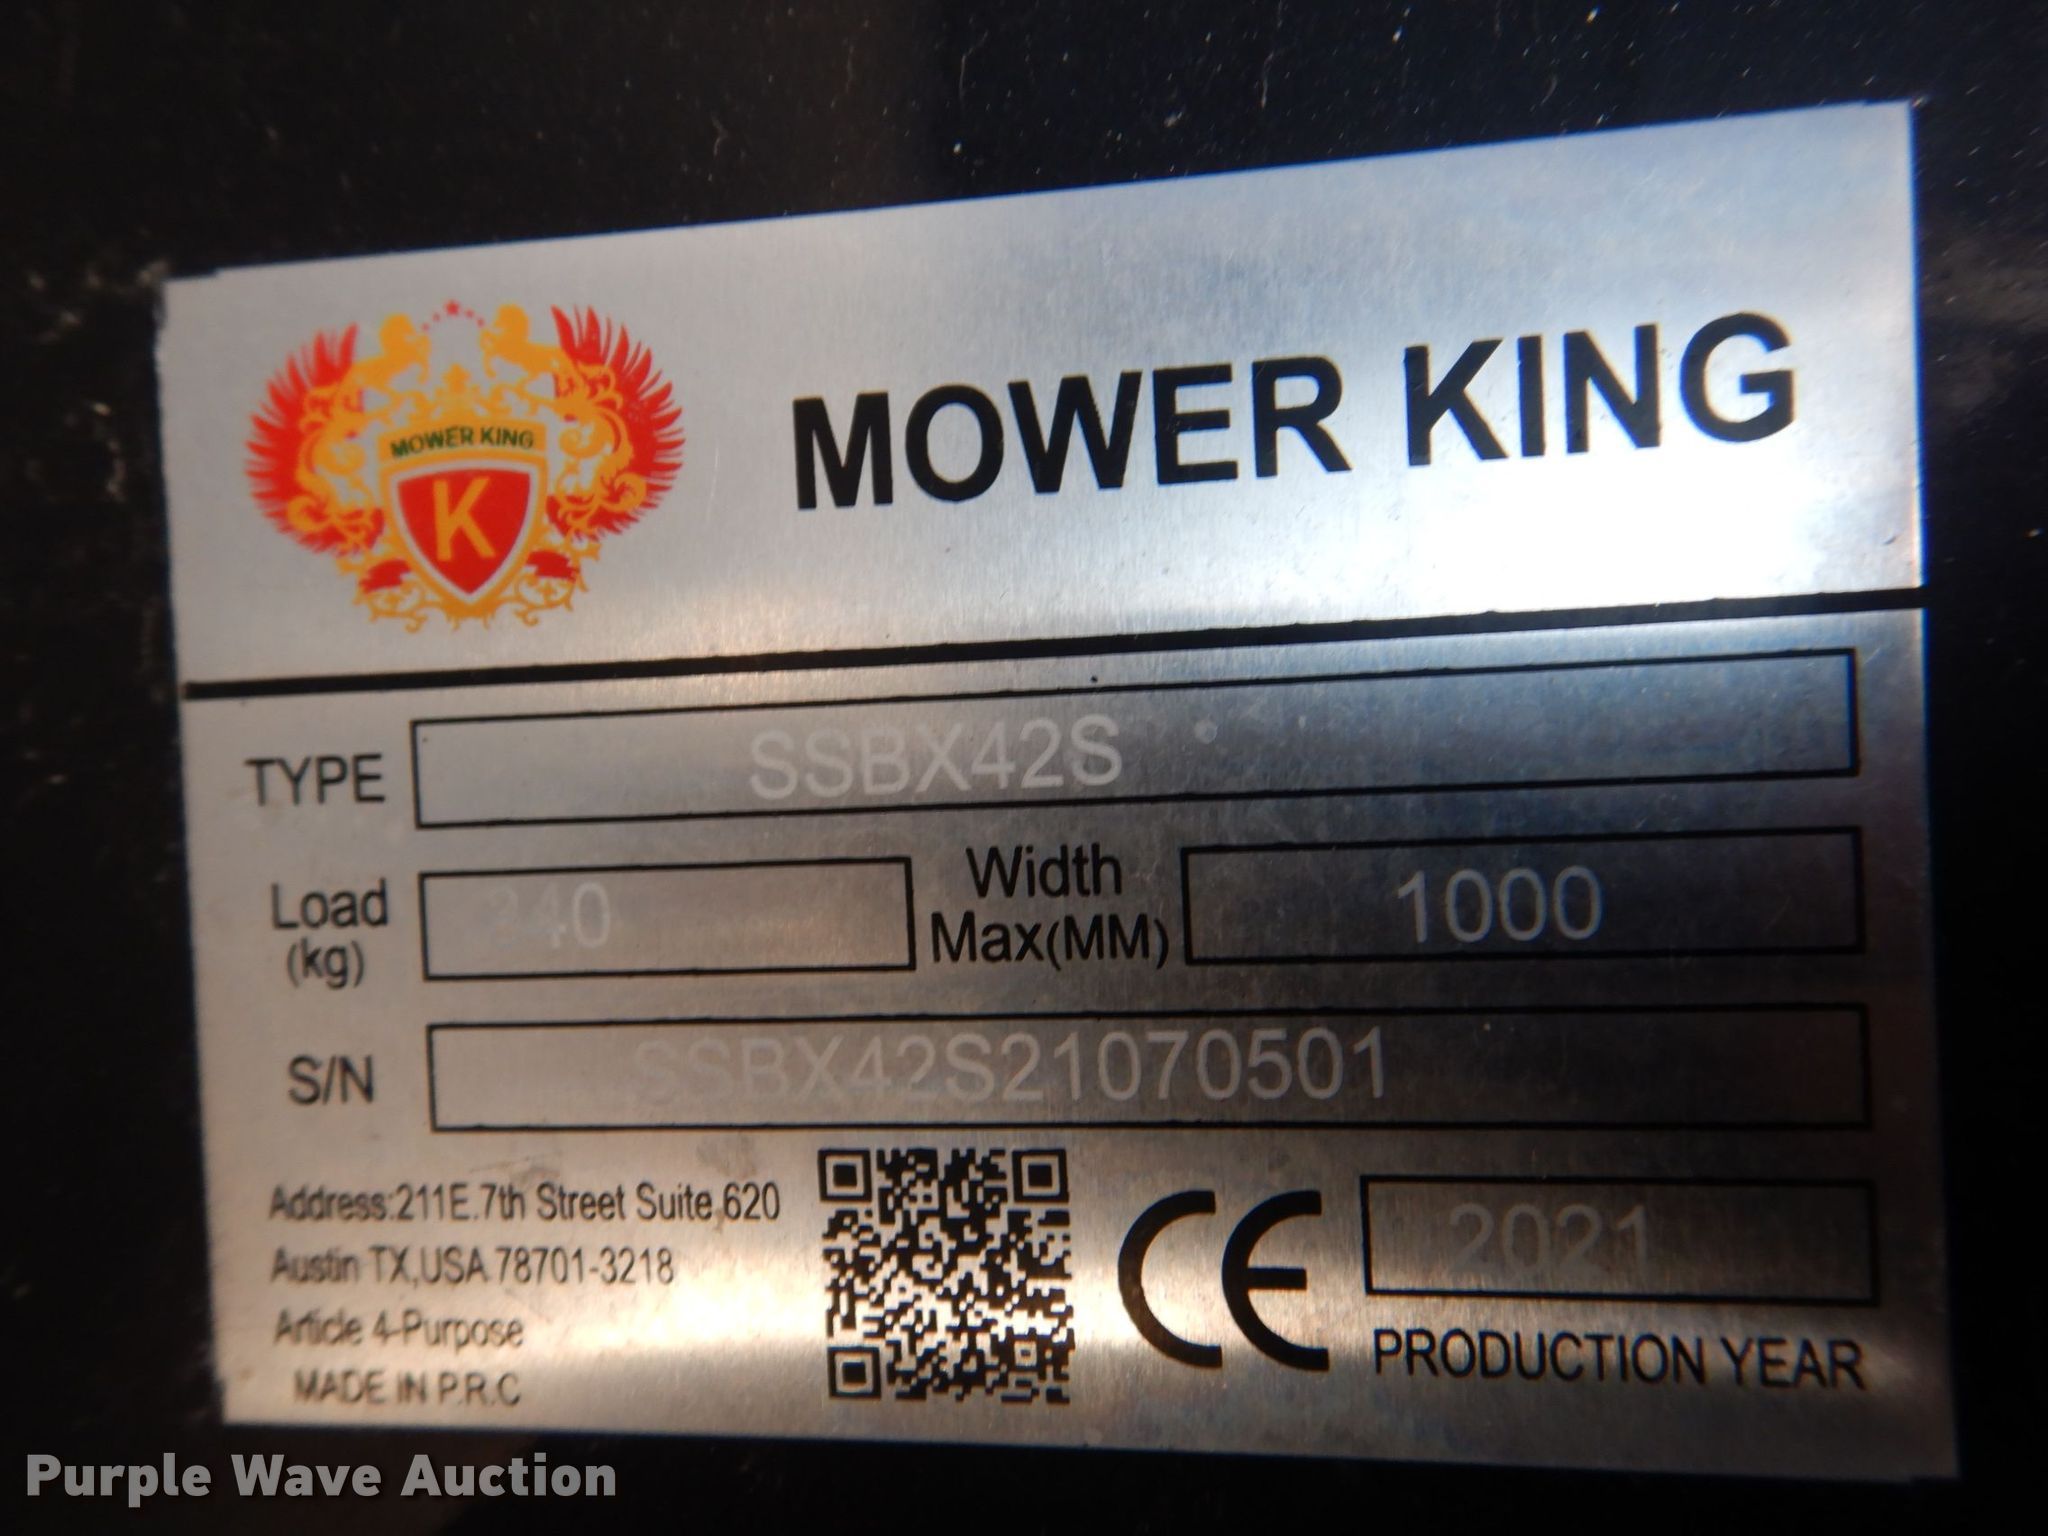 MOWER KING
K
MOWER KING
TYPE SSBX42S
Load (kg) 340 Width Max(MM) 1000
S/N SSBX42S21070501
Address:211E.7th Street Suite 620
Austin TX,USA 78701-3218
Article 4-Purpose
MADE IN P.R.C
CE
2021
PRODUCTION YEAR
Purple Wave Auction